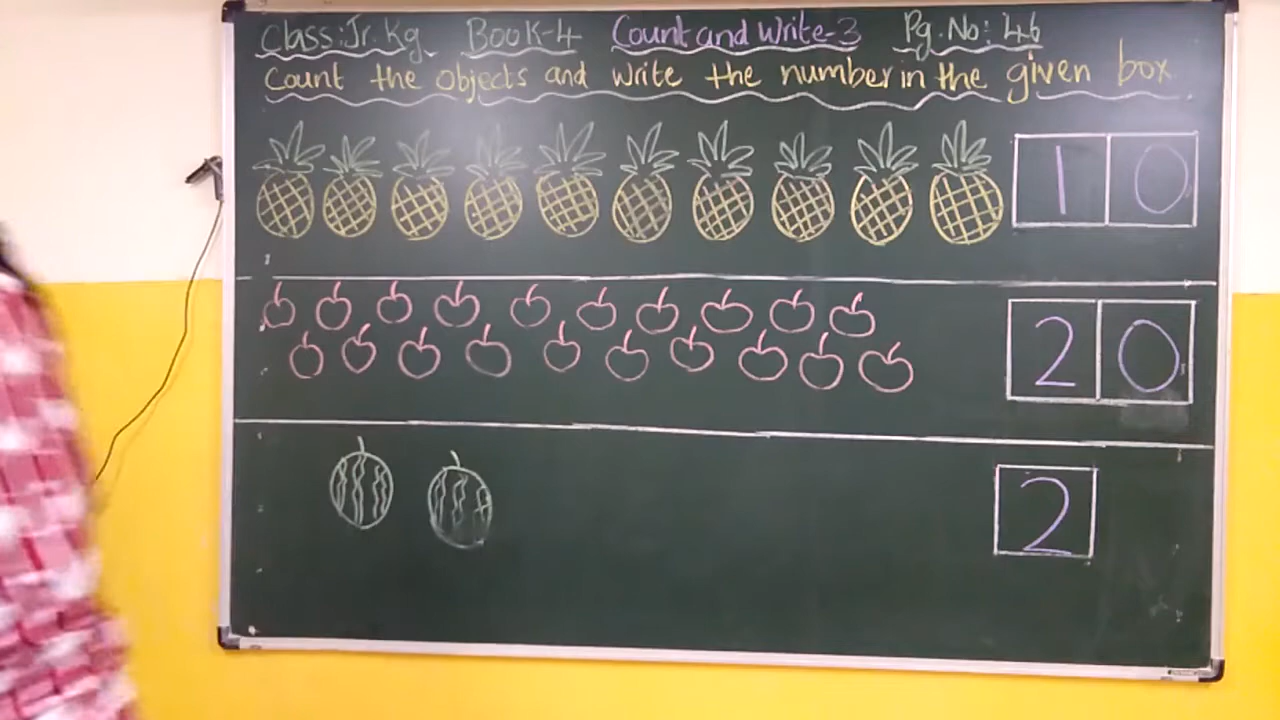 Class: Jr. Kg. Book-4 Count and Write-3 Pg. No: 46
Count the objects and write the number in the given box.
10
20
2